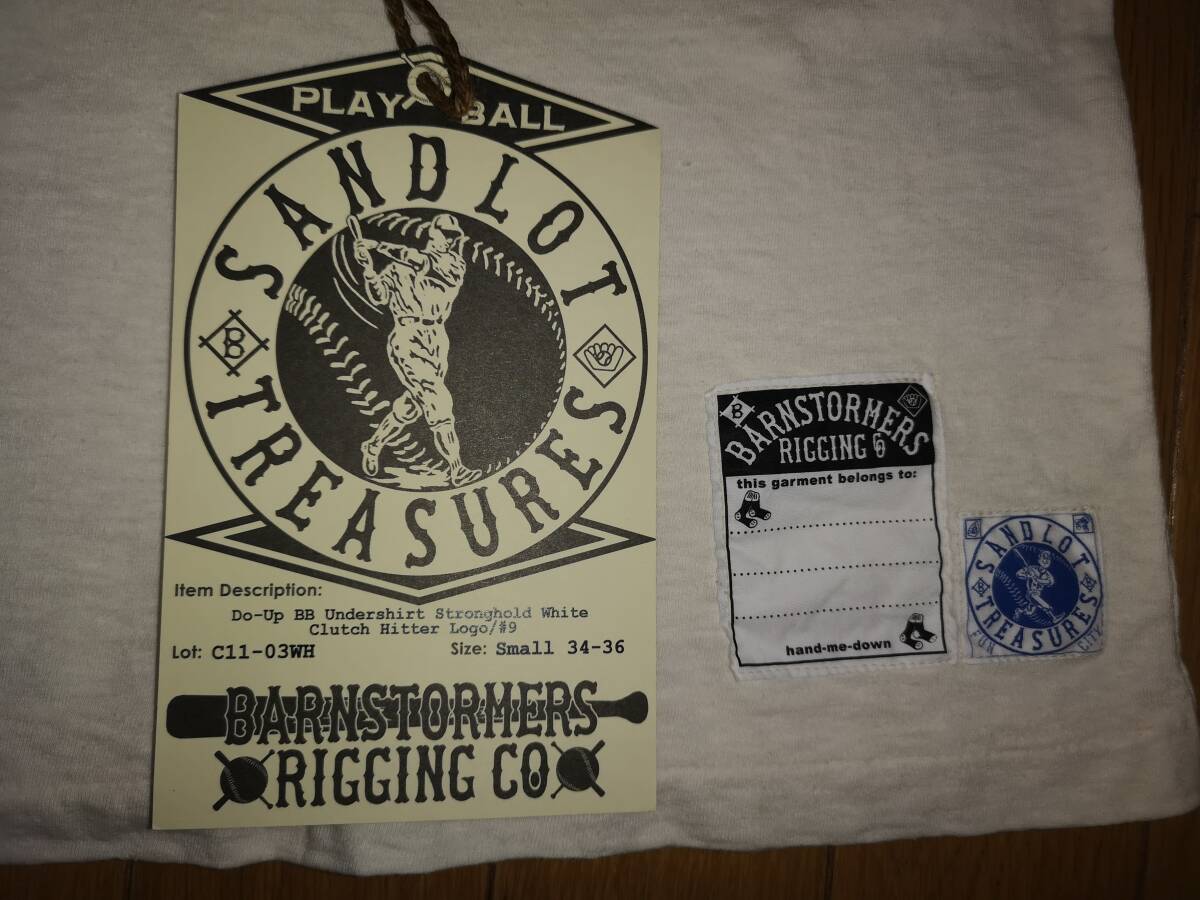 PLAY BALL
SANDLOT
B
TREASURES
Item Description:
Do-Up BB Undershirt Stronghold White
Clutch Hitter Logo/#9
Lot: C11-03WH Size: Small 34-36
BARNSTORMERS
RIGGING CO
B
BARNSTORMERS
RIGGING CO
this garment belongs to:
hand-me-down
SANDLOT
B
TREASURES
FUN CITY